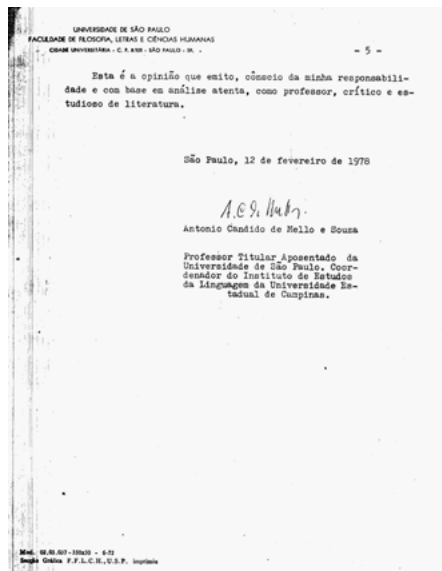 UNIVERSIDADE DE SÃO PAULO
FACULDADE DE FILOSOFIA, LETRAS E CIÊNCIAS HUMANAS
CIDADE UNIVERSITÁRIA - C. P. 8105 - SÃO PAULO - SP. -
- 5 -
Esta é a opinião que emito, cônscio da minha responsabili-
dade e com base em análise atenta, como professor, crítico e es-
tudioso de literatura.
São Paulo, 12 de fevereiro de 1978
Antonio Candido de Mello e Souza
Professor Titular Aposentado da
Universidade de São Paulo. Coor-
denador do Instituto de Estudos
da Linguagem da Universidade Es-
tadual de Campinas.
Seção Gráfica F.F.L.C.H., U.S.P. imprimiu